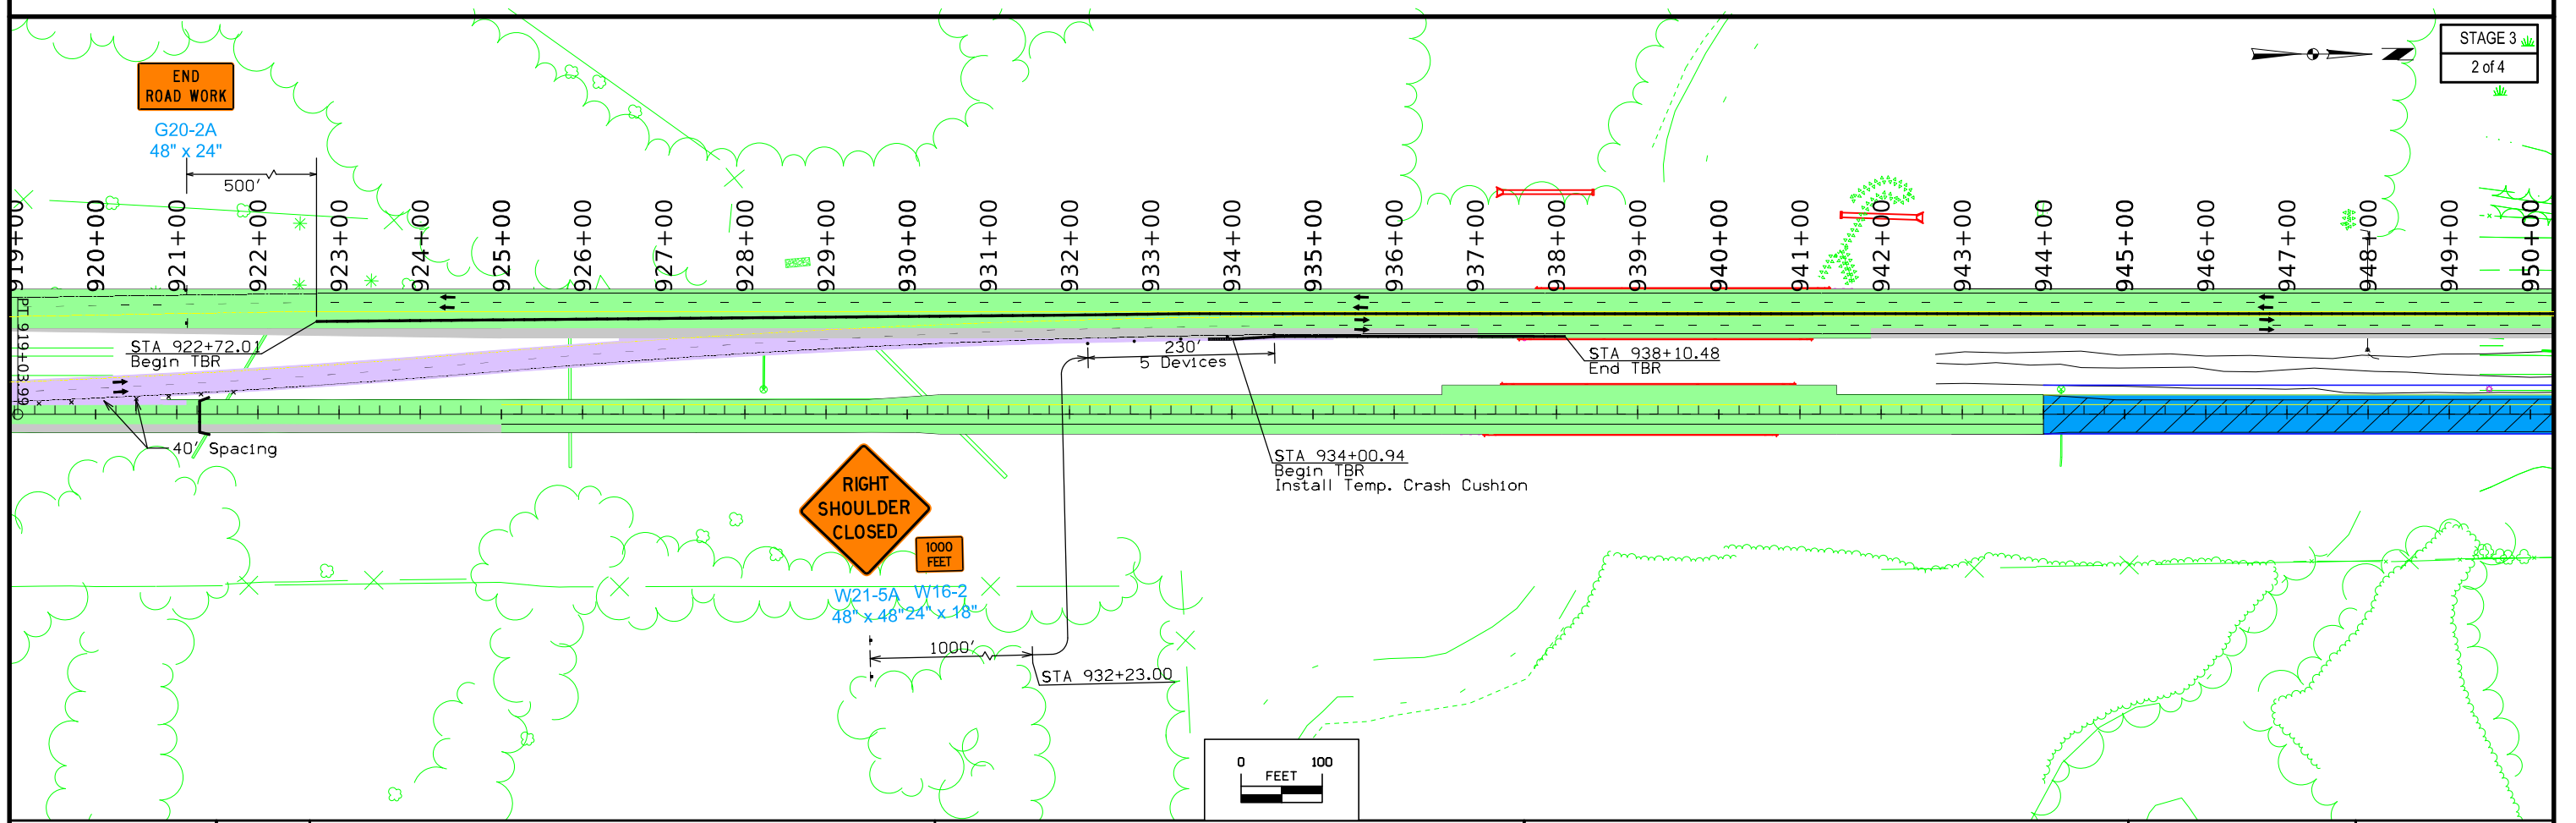 STAGE 3
2 of 4
END
ROAD WORK
G20-2A
48" x 24"
500'
919+00
920+00
921+00
922+00
923+00
924+00
925+00
926+00
927+00
928+00
929+00
930+00
931+00
932+00
933+00
934+00
935+00
936+00
937+00
938+00
939+00
940+00
941+00
942+00
943+00
944+00
945+00
946+00
947+00
948+00
949+00
950+00
PT 919+03.99
STA 922+72.01
Begin TBR
230'
5 Devices
STA 938+10.48
End TBR
40' Spacing
STA 934+00.94
Begin TBR
Install Temp. Crash Cushion
RIGHT
SHOULDER
CLOSED
1000
FEET
W21-5A W16-2
48" x 48" 24" x 18"
1000'
STA 932+23.00
0 100
FEET